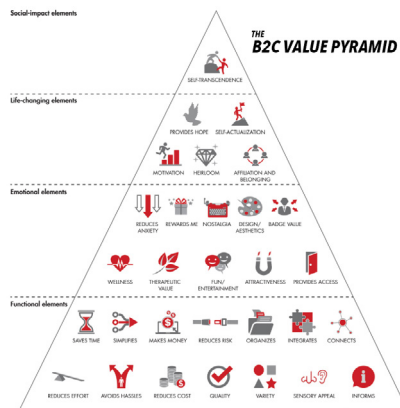 Social-impact elements
THE
B2C VALUE PYRAMID
SELF-TRANSCENDENCE
Life-changing elements
PROVIDES HOPE
SELF-ACTUALIZATION
MOTIVATION
HEIRLOOM
AFFILIATION AND
BELONGING
Emotional elements
REDUCES
ANXIETY
REWARDS ME
NOSTALGIA
DESIGN/
AESTHETICS
BADGE VALUE
WELLNESS
THERAPEUTIC
VALUE
FUN/
ENTERTAINMENT
ATTRACTIVENESS
PROVIDES ACCESS
Functional elements
SAVES TIME
SIMPLIFIES
MAKES MONEY
REDUCES RISK
ORGANIZES
INTEGRATES
CONNECTS
REDUCES EFFORT
AVOIDS HASSLES
REDUCES COST
QUALITY
VARIETY
SENSORY APPEAL
INFORMS